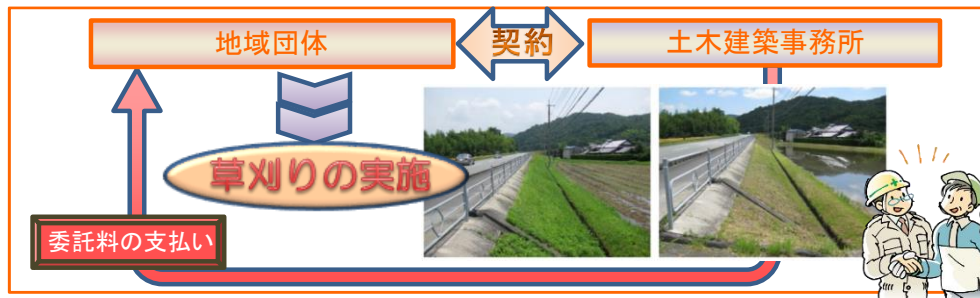 地域団体
契約
土木建築事務所
草刈りの実施
委託料の支払い